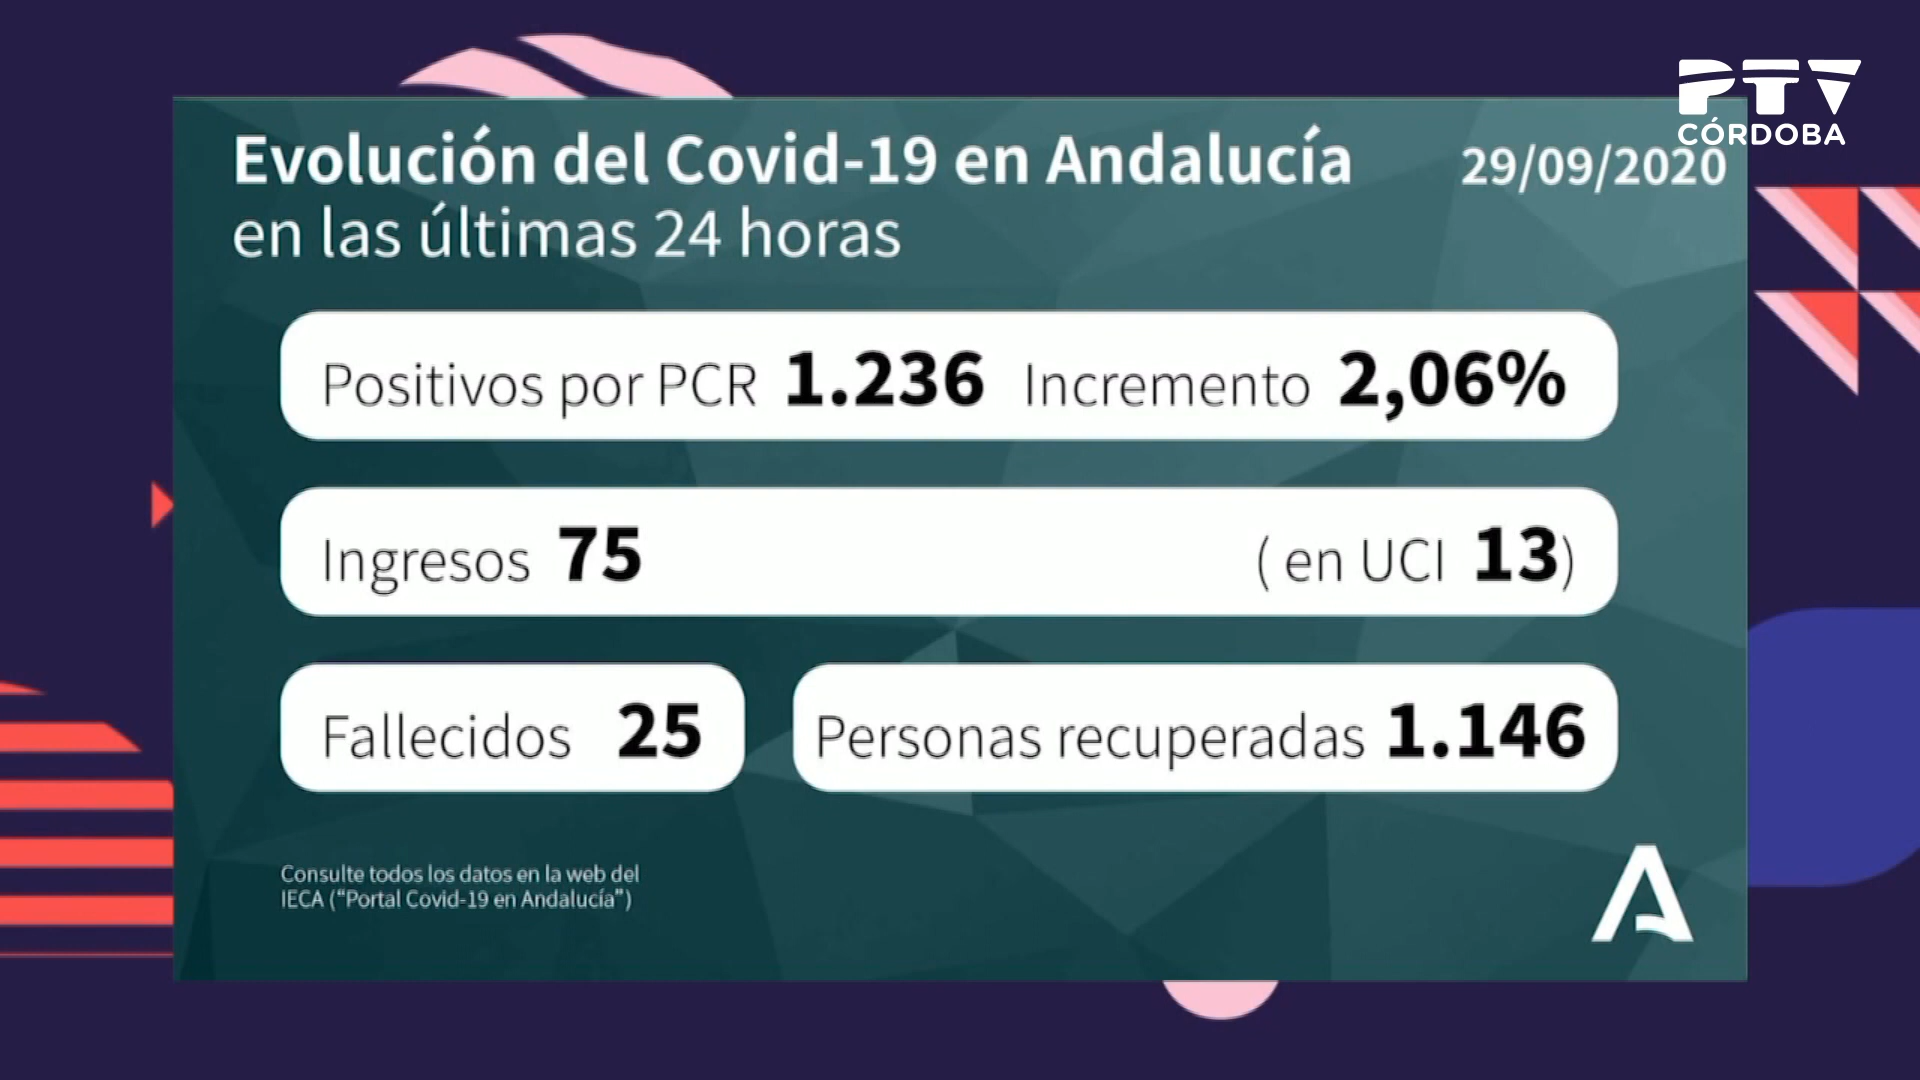 PTV
CÓRDOBA
Evolución del Covid-19 en Andalucía 29/09/2020
en las últimas 24 horas
Positivos por PCR 1.236 Incremento 2,06%
Ingresos 75 ( en UCI 13)
Fallecidos 25 Personas recuperadas 1.146
Consulte todos los datos en la web del
IECA (“Portal Covid-19 en Andalucía”)